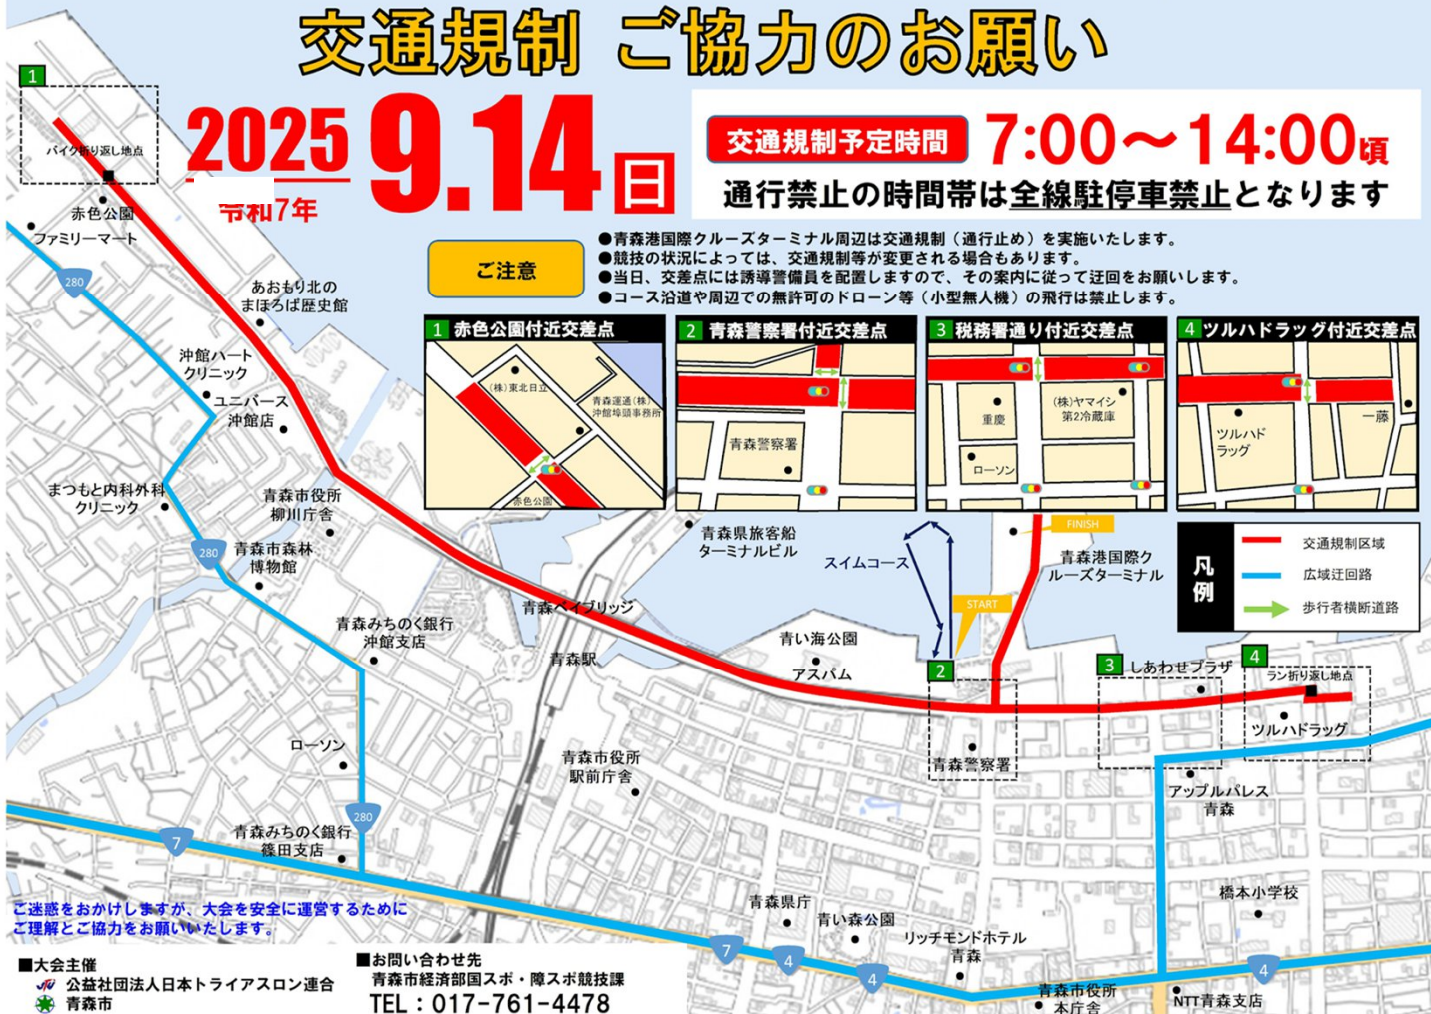 交通規制 ご協力のお願い
2025
令和7年
9.14日
交通規制予定時間 7:00～14:00頃
通行禁止の時間帯は全線駐停車禁止となります
ご注意
●青森港国際クルーズターミナル周辺は交通規制（通行止め）を実施いたします。
●競技の状況によっては、交通規制等が変更される場合もあります。
●当日、交差点には誘導警備員を配置しますので、その案内に従って迂回をお願いします。
●コース沿道や周辺での無許可のドローン等（小型無人機）の飛行は禁止します。
1
バイク折り返し地点
赤色公園
ファミリーマート
280
あおもり北の
まほろば歴史館
沖館ハート
クリニック
ユニバース
沖館店
まつもと内科外科
クリニック
青森市役所
柳川庁舎
280
青森市森林
博物館
青森みちのく銀行
沖館支店
ローソン
280
青森みちのく銀行
篠田支店
7
1 赤色公園付近交差点
(株)東北日立
青森運通(株)
沖館埠頭事務所
赤色公園
2 青森警察署付近交差点
青森警察署
3 税務署通り付近交差点
重慶
(株)ヤマイシ
第2冷蔵庫
ローソン
4 ツルハドラッグ付近交差点
ツルハド
ラッグ
一藤
凡例
交通規制区域
広域迂回路
歩行者横断道路
青森県旅客船
ターミナルビル
スイムコース
FINISH
青森港国際ク
ルーズターミナル
START
青森ベイブリッジ
青森駅
青い海公園
アスパム
2
青森警察署
3
しあわせプラザ
4
ラン折り返し地点
ツルハドラッグ
青森市役所
駅前庁舎
アップルパレス
青森
橋本小学校
青森県庁
青い森公園
リッチモンドホテル
青森
7
4
4
4
青森市役所
本庁舎
NTT青森支店
ご迷惑をおかけしますが、大会を安全に運営するために
ご理解とご協力をお願いいたします。
■大会主催
公益社団法人日本トライアスロン連合
青森市
■お問い合わせ先
青森市経済部国スポ・障スポ競技課
TEL：017-761-4478